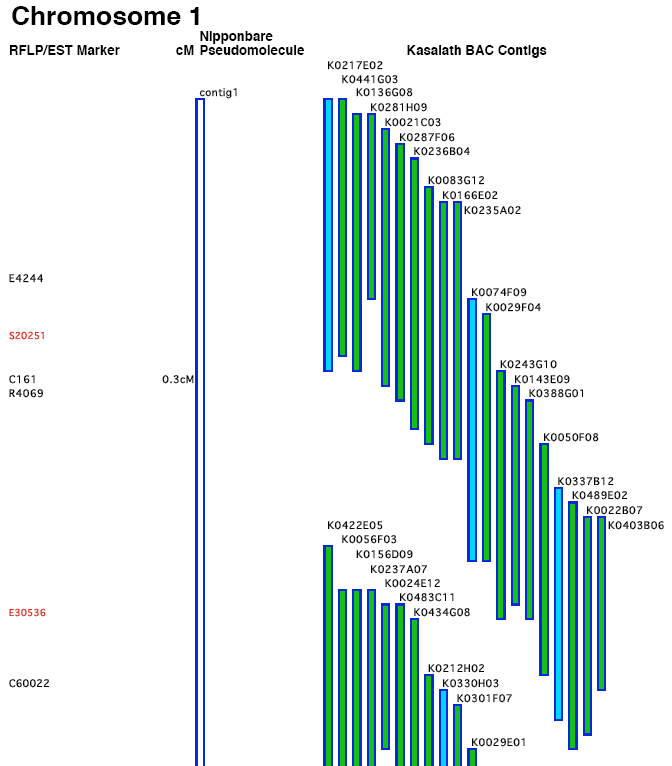 Chromosome 1
Nipponbare
RFLP/EST Marker cM Pseudomolecule Kasalath BAC Contigs
K0217E02
K0441G03
contig1 K0136G08
K0281H09
K0021C03
K0287F06
K0236B04
K0083G12
K0166E02
K0235A02
E4244
K0074F09
K0029F04
S20251
K0243G10
C161 0.3cM K0143E09
R4069 K0388G01
K0050F08
K0337B12
K0489E02
K0022B07
K0422E05 K0403B06
K0056F03
K0156D09
K0237A07
K0024E12
K0483C11
E30536 K0434G08
K0212H02
C60022 K0330H03
K0301F07
K0029E01